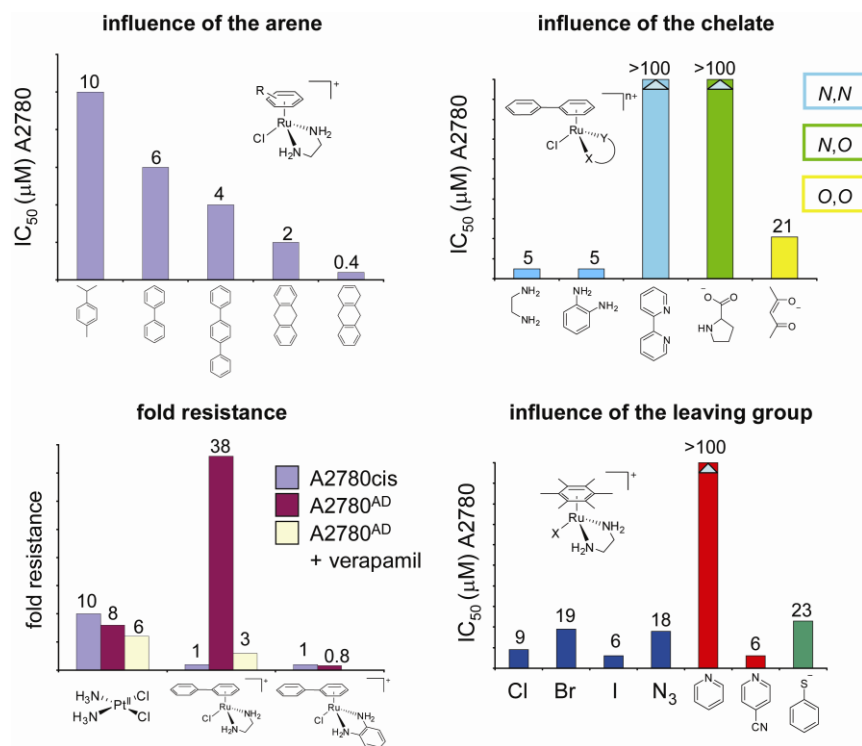 influence of the arene
IC50 (μM) A2780
10
6
4
2
0.4
R
+
Ru
Cl
NH2
H2N
influence of the chelate
IC50 (μM) A2780
>100
>100
5
5
21
n+
Ru
Cl
Y
X
N,N
N,O
O,O
NH2
NH2
NH2
NH2
N
N
−
O
O
HN
O
−
O
fold resistance
fold resistance
38
10
8
6
1
3
1
0.8
A2780cis
A2780AD
A2780AD
+ verapamil
H3N
Cl
PtII
H3N
Cl
+
Ru
Cl
NH2
H2N
+
Ru
Cl
NH2
H2N
influence of the leaving group
IC50 (μM) A2780
>100
9
19
6
18
6
23
+
Ru
X
NH2
H2N
Cl
Br
I
N3
N
N
CN
S−